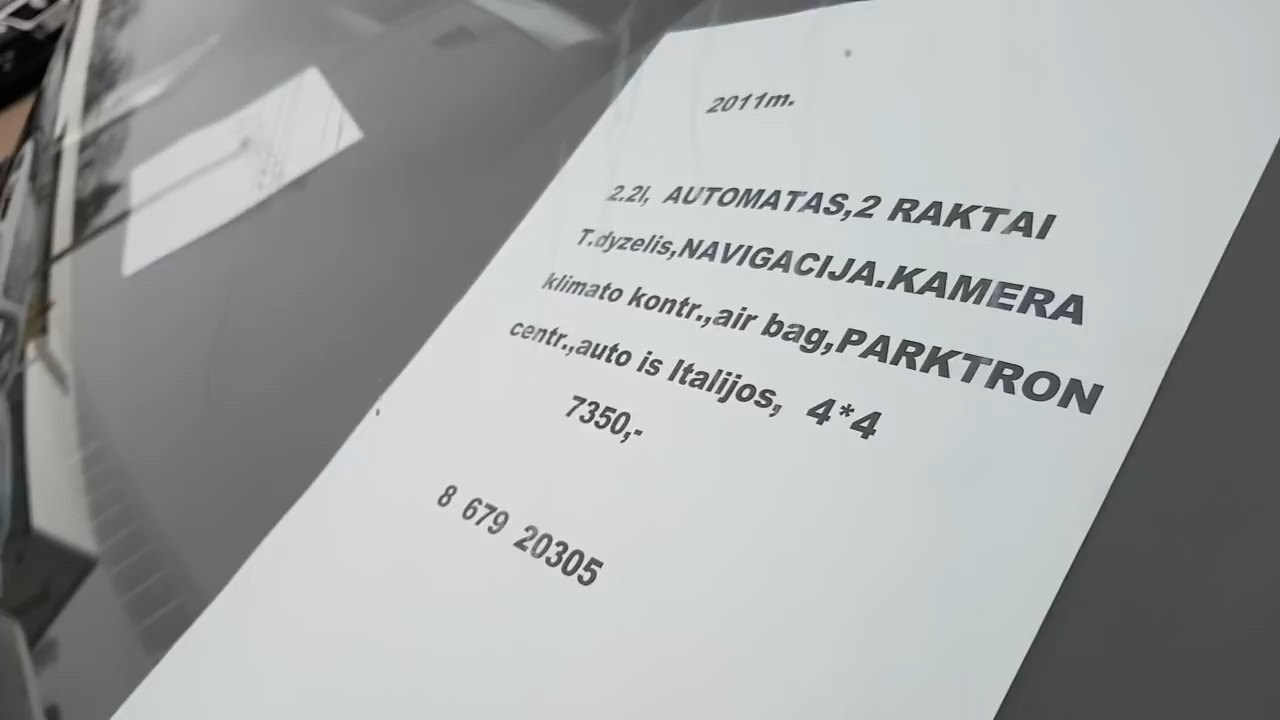 2011m.
2.2l, AUTOMATAS,2 RAKTAI
T.dyzelis,NAVIGACIJA.KAMERA
klimato kontr.,air bag,PARKTRON
centr.,auto is Italijos, 4*4
7350,-
8 679 20305